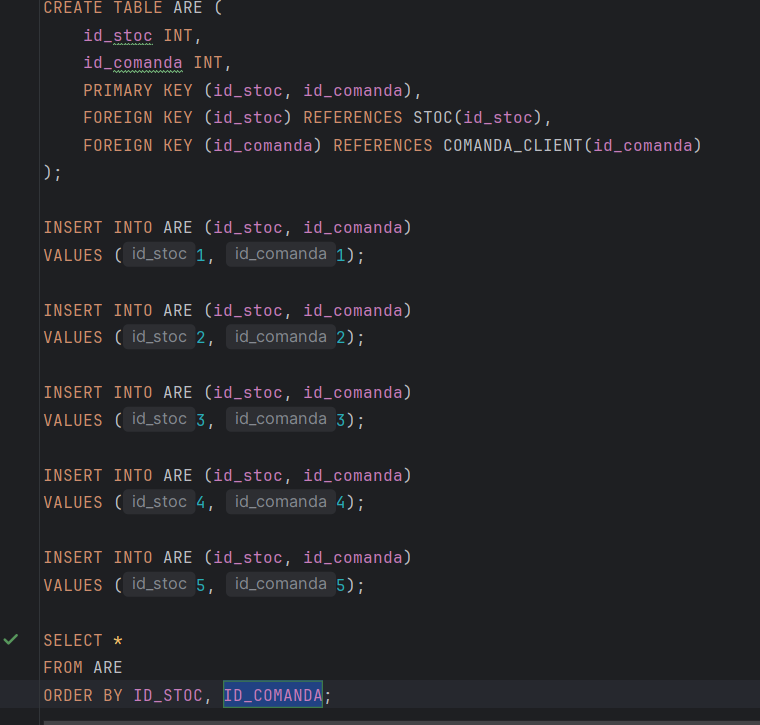 CREATE TABLE ARE (
id_stoc INT,
id_comanda INT,
PRIMARY KEY (id_stoc, id_comanda),
FOREIGN KEY (id_stoc) REFERENCES STOC(id_stoc),
FOREIGN KEY (id_comanda) REFERENCES COMANDA_CLIENT(id_comanda)
);
INSERT INTO ARE (id_stoc, id_comanda)
VALUES ( id_stoc 1, id_comanda 1);
INSERT INTO ARE (id_stoc, id_comanda)
VALUES ( id_stoc 2, id_comanda 2);
INSERT INTO ARE (id_stoc, id_comanda)
VALUES ( id_stoc 3, id_comanda 3);
INSERT INTO ARE (id_stoc, id_comanda)
VALUES ( id_stoc 4, id_comanda 4);
INSERT INTO ARE (id_stoc, id_comanda)
VALUES ( id_stoc 5, id_comanda 5);
SELECT *
FROM ARE
ORDER BY ID_STOC, ID_COMANDA;